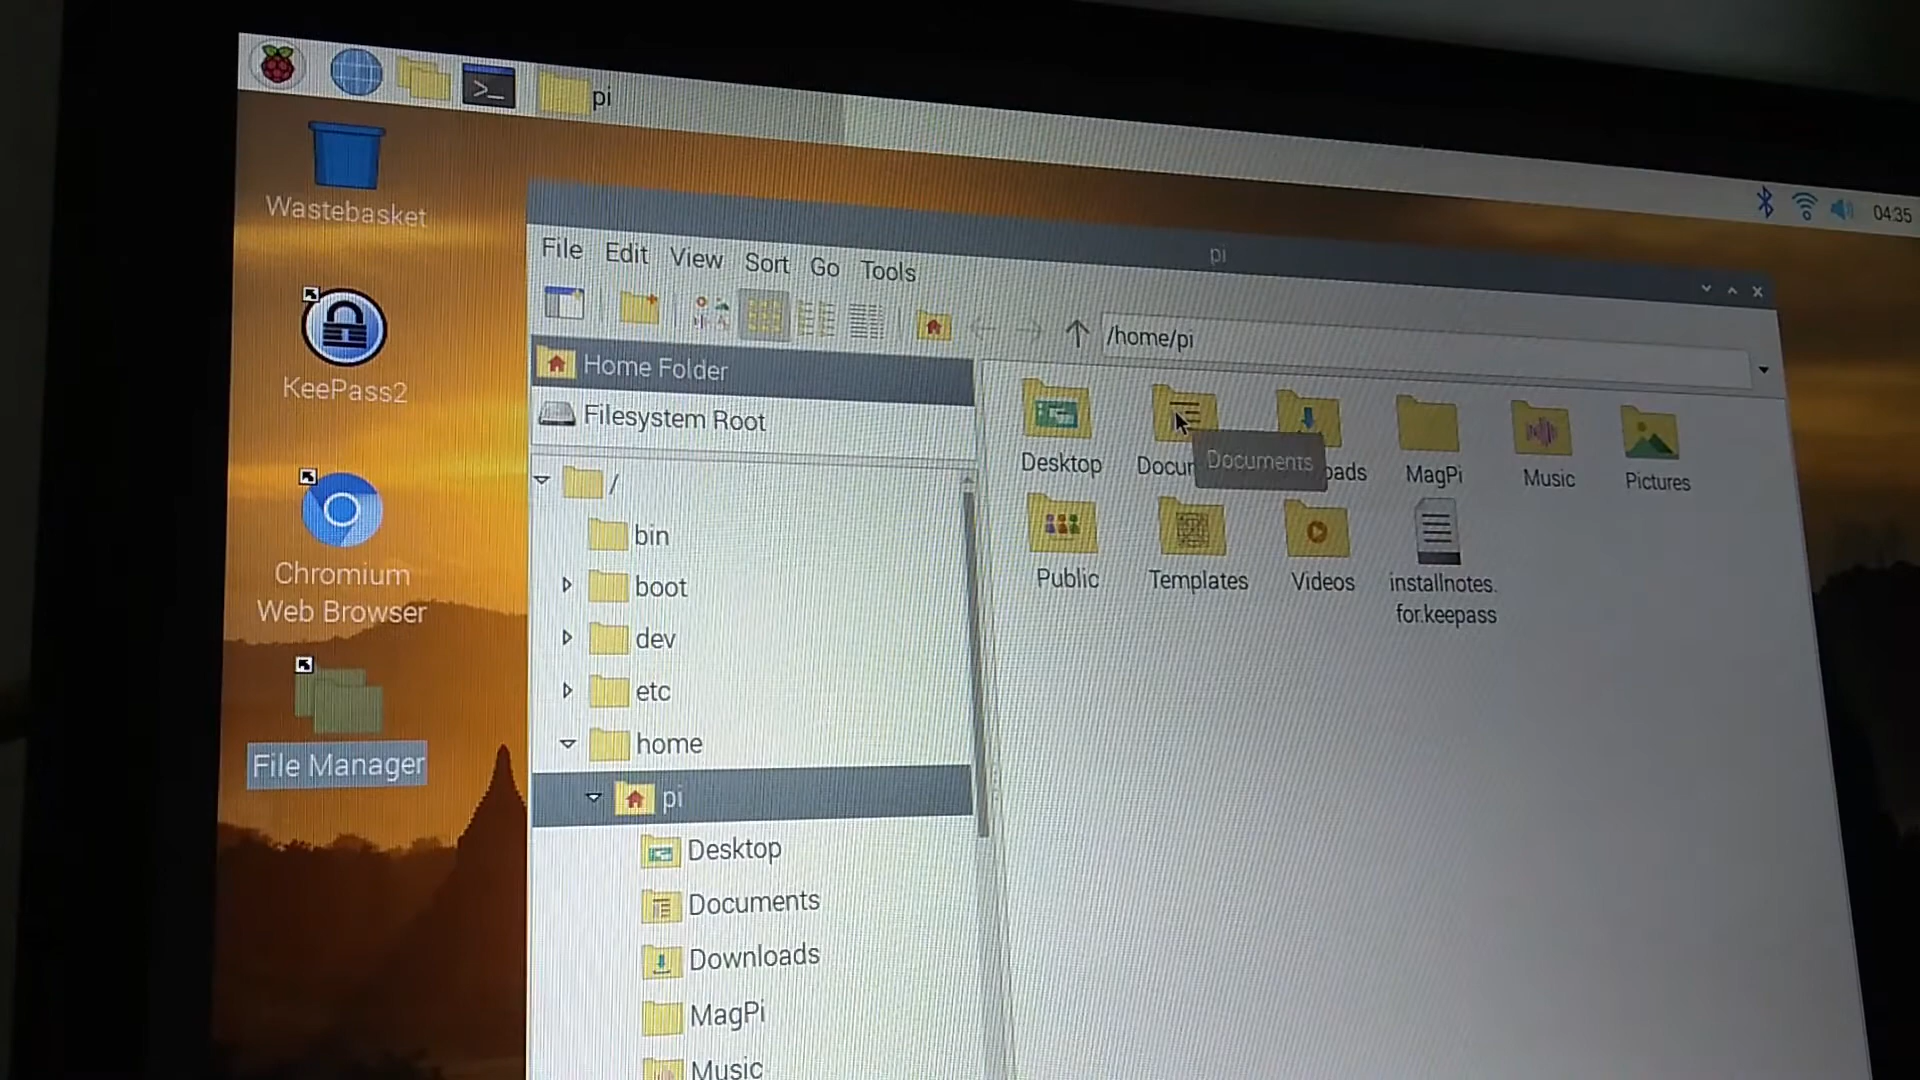 >_
pi
04:35
Wastebasket
KeePass2
Chromium
Web Browser
File Manager
pi
File Edit View Sort Go Tools
/home/pi
Home Folder
Filesystem Root
/
bin
boot
dev
etc
home
pi
Desktop
Documents
Downloads
MagPi
Music
Desktop Docum Documents oads MagPi Music Pictures
Public Templates Videos installnotes.
for.keepass